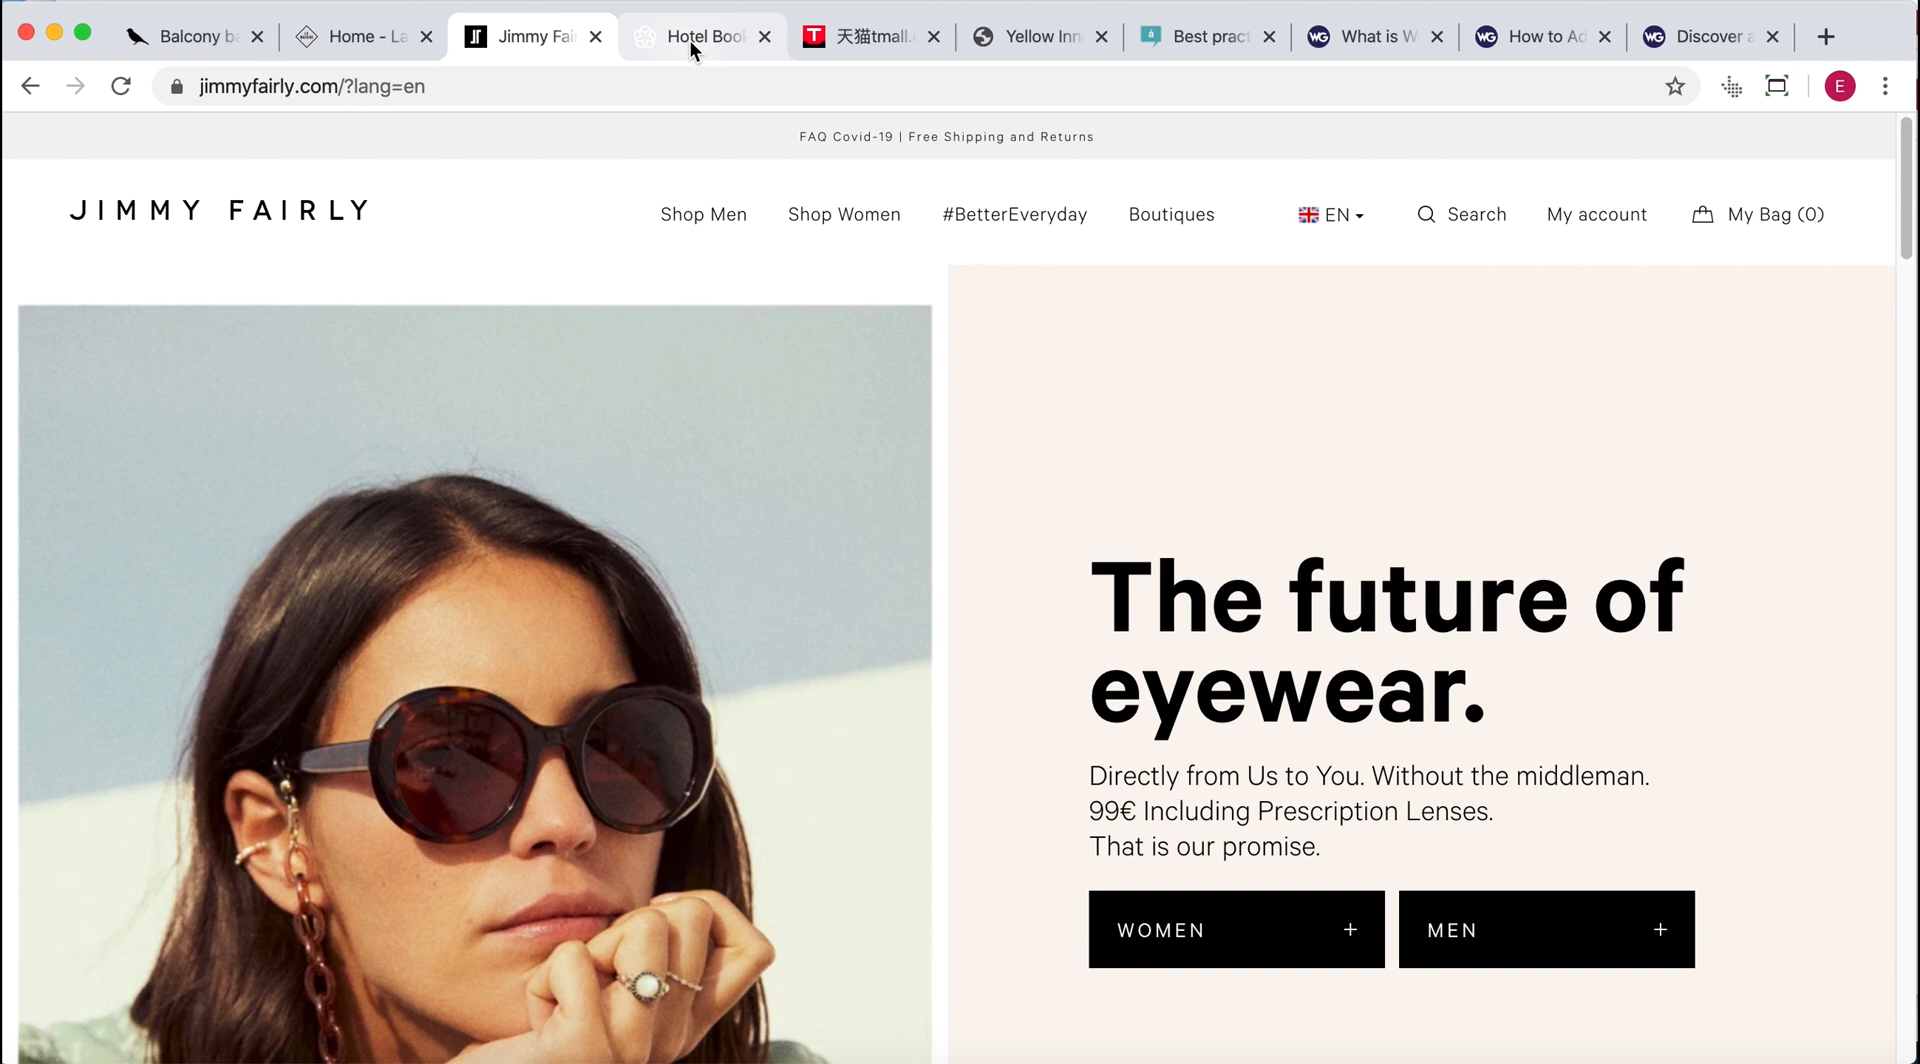 Balcony b
Home - La
Jimmy Fai
Hotel Boo
天猫tmall.
Yellow Inn
Best pract
What is W
How to Ad
Discover a
jimmyfairly.com/?lang=en
E
FAQ Covid-19 | Free Shipping and Returns
JIMMY FAIRLY
Shop Men
Shop Women
#BetterEveryday
Boutiques
EN
Search
My account
My Bag (0)
The future of
eyewear.
Directly from Us to You. Without the middleman.
99€ Including Prescription Lenses.
That is our promise.
WOMEN +
MEN +